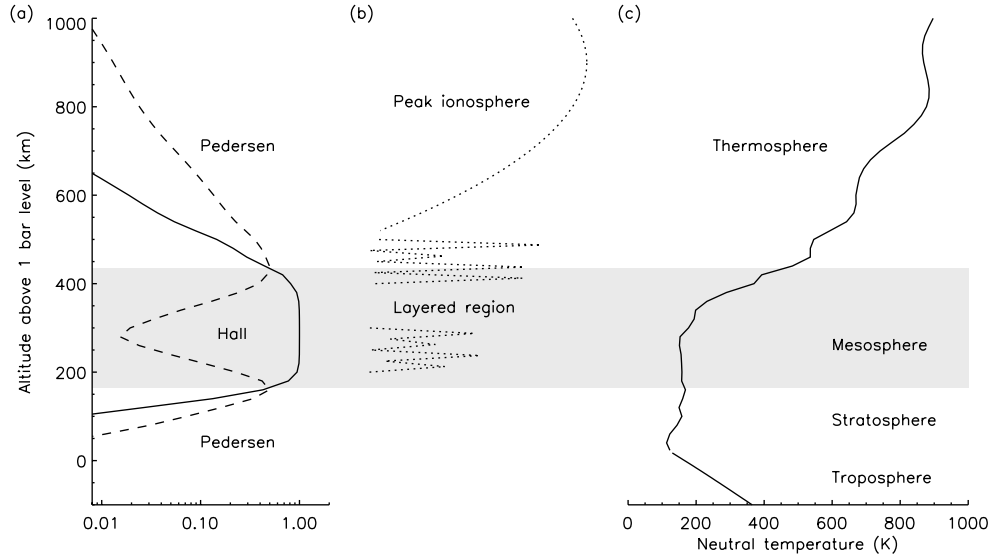 (a)
(b)
(c)
1000
800
600
400
200
0
Altitude above 1 bar level (km)
Pedersen
Hall
Pedersen
0.01
0.10
1.00
Peak ionosphere
Layered region
Thermosphere
Mesosphere
Stratosphere
Troposphere
0
200
400
600
800
1000
Neutral temperature (K)